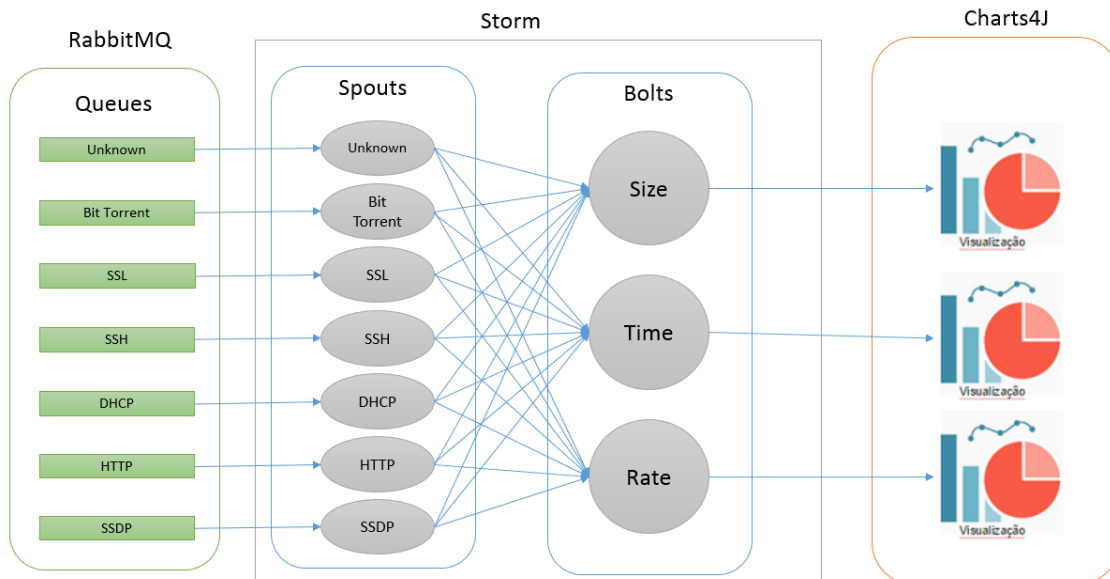 RabbitMQ
Storm
Charts4J
Queues
Spouts
Bolts
Unknown
Bit Torrent
SSL
SSH
DHCP
HTTP
SSDP
Unknown
Bit
Torrent
SSL
SSH
DHCP
HTTP
SSDP
Size
Time
Rate
Visualização
Visualização
Visualização